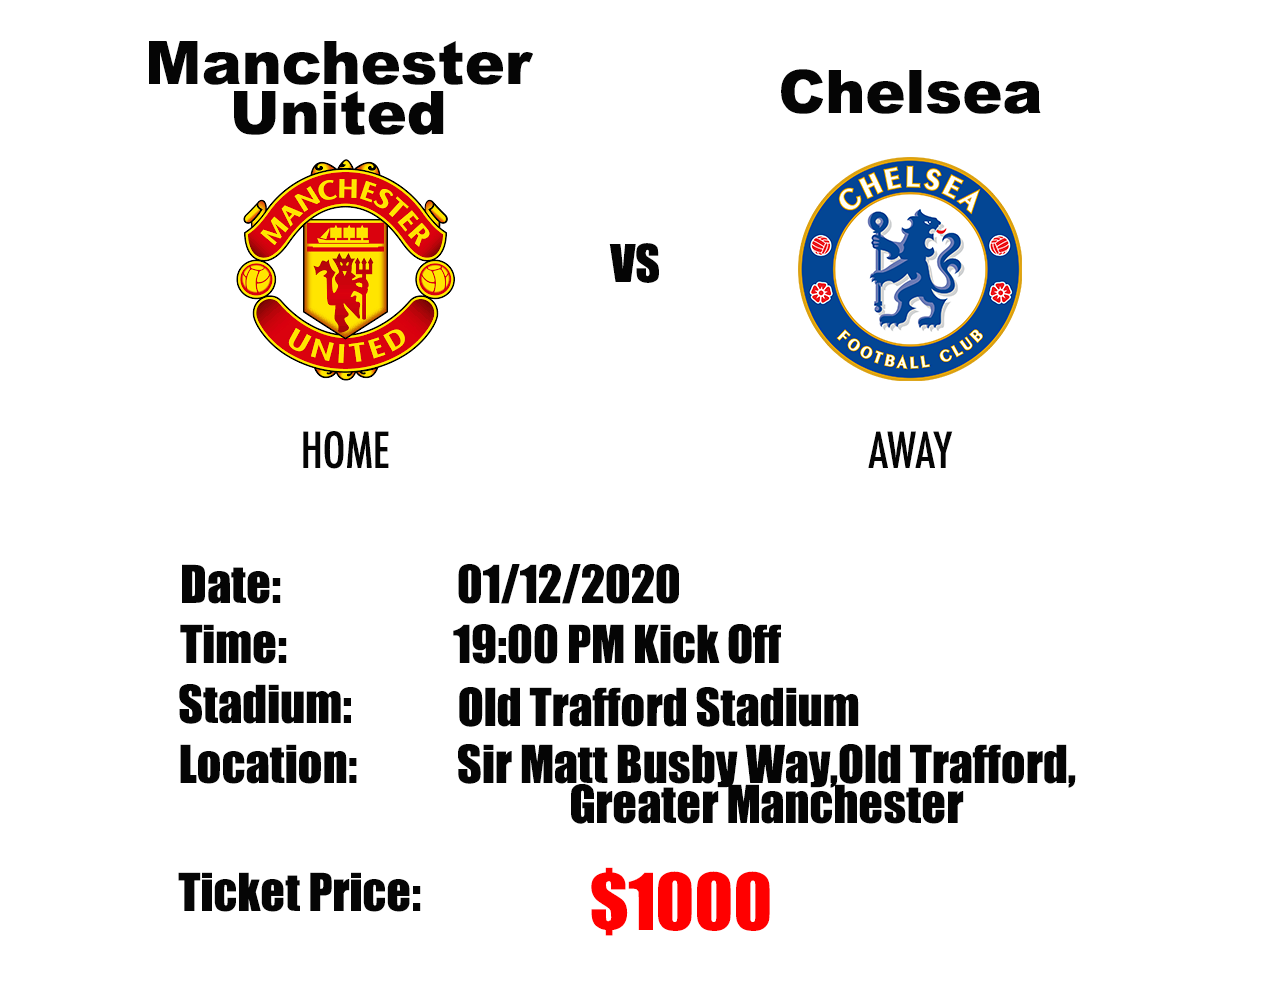 Manchester
United
Chelsea
MANCHESTER
UNITED
VS
CHELSEA
FOOTBALL CLUB
HOME
AWAY
Date: 01/12/2020
Time: 19:00 PM Kick Off
Stadium: Old Trafford Stadium
Location: Sir Matt Busby Way,Old Trafford,
Greater Manchester
Ticket Price: $1000